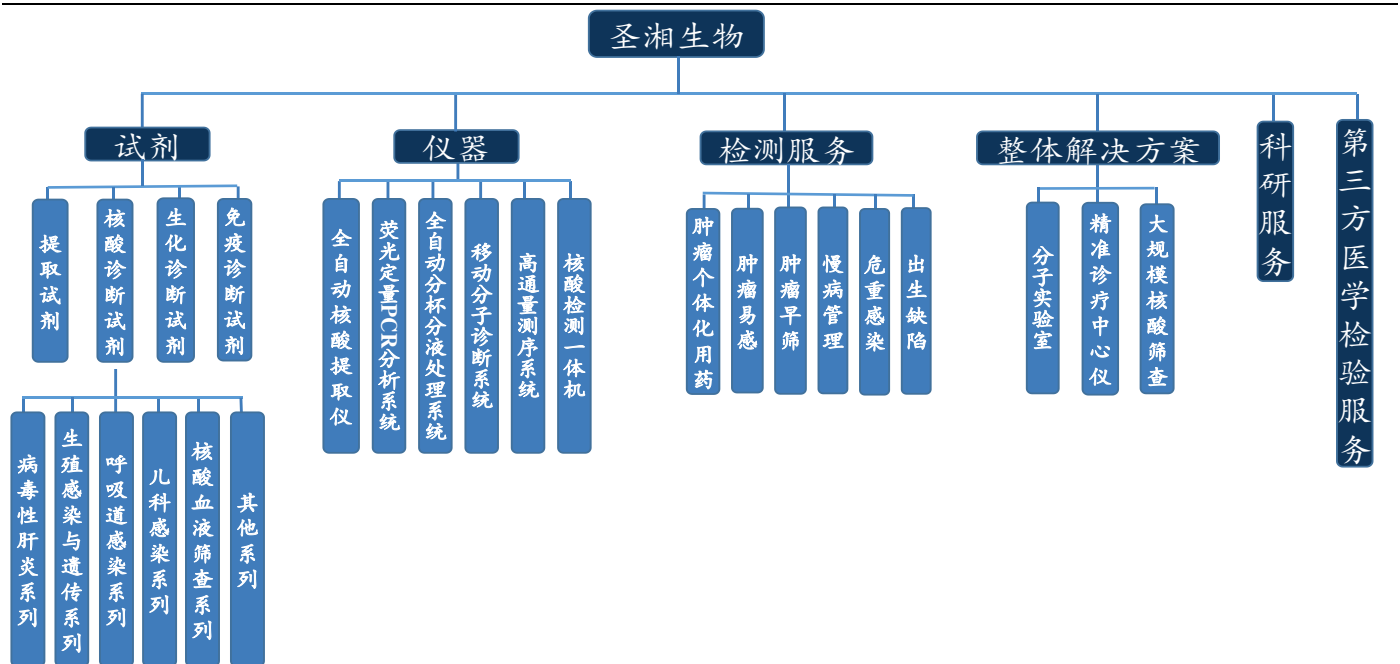 圣湘生物
试剂
仪器
检测服务
整体解决方案
科研服务
第三方医学检验服务
提取试剂
核酸诊断试剂
生化诊断试剂
免疫诊断试剂
全自动核酸提取仪
荧光定量PCR分析系统
全自动分杯分液处理系统
移动分子诊断系统
高通量测序系统
核酸检测一体机
肿瘤个体化用药
肿瘤易感
肿瘤早筛
慢病管理
危重感染
出生缺陷
分子实验室
精准诊疗中心仪
大规模核酸筛查
病毒性肝炎系列
生殖感染与遗传系列
呼吸道感染系列
儿科感染系列
核酸血液筛查系列
其他系列